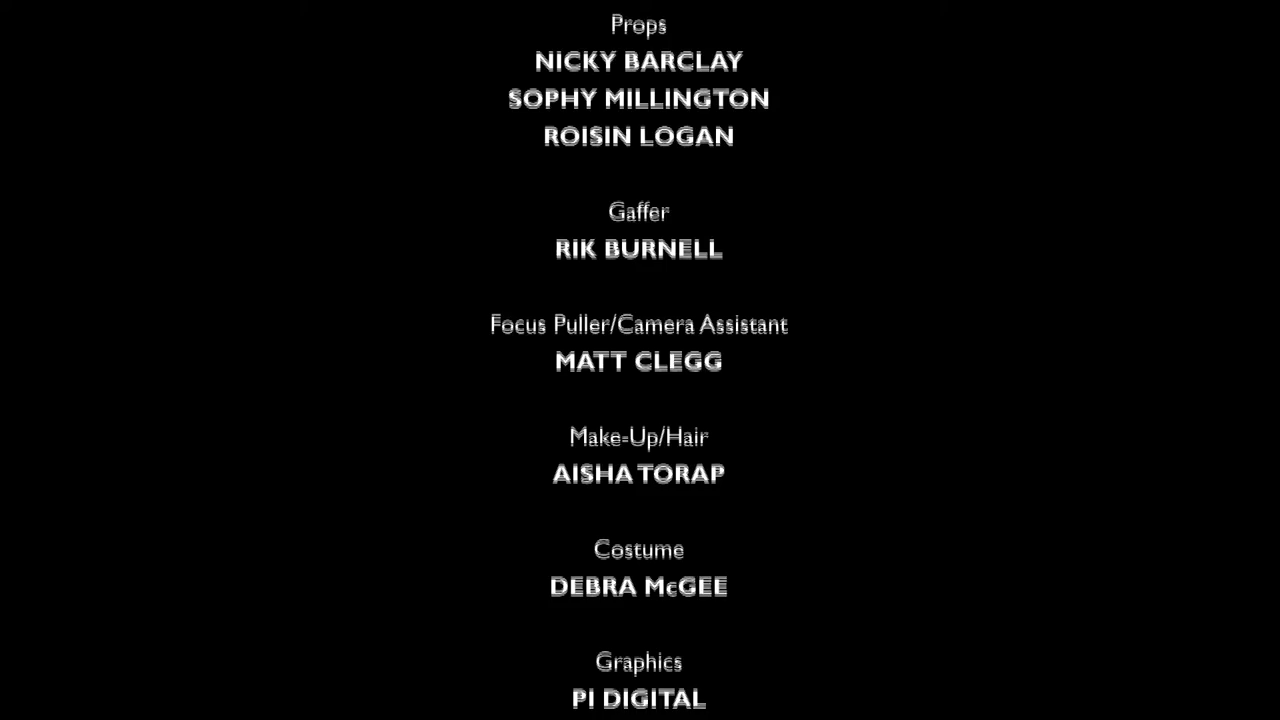 Props
NICKY BARCLAY
SOPHY MILLINGTON
ROISIN LOGAN
Gaffer
RIK BURNELL
Focus Puller/Camera Assistant
MATT CLEGG
Make-Up/Hair
AISHA TORAP
Costume
DEBRA McGEE
Graphics
PI DIGITAL